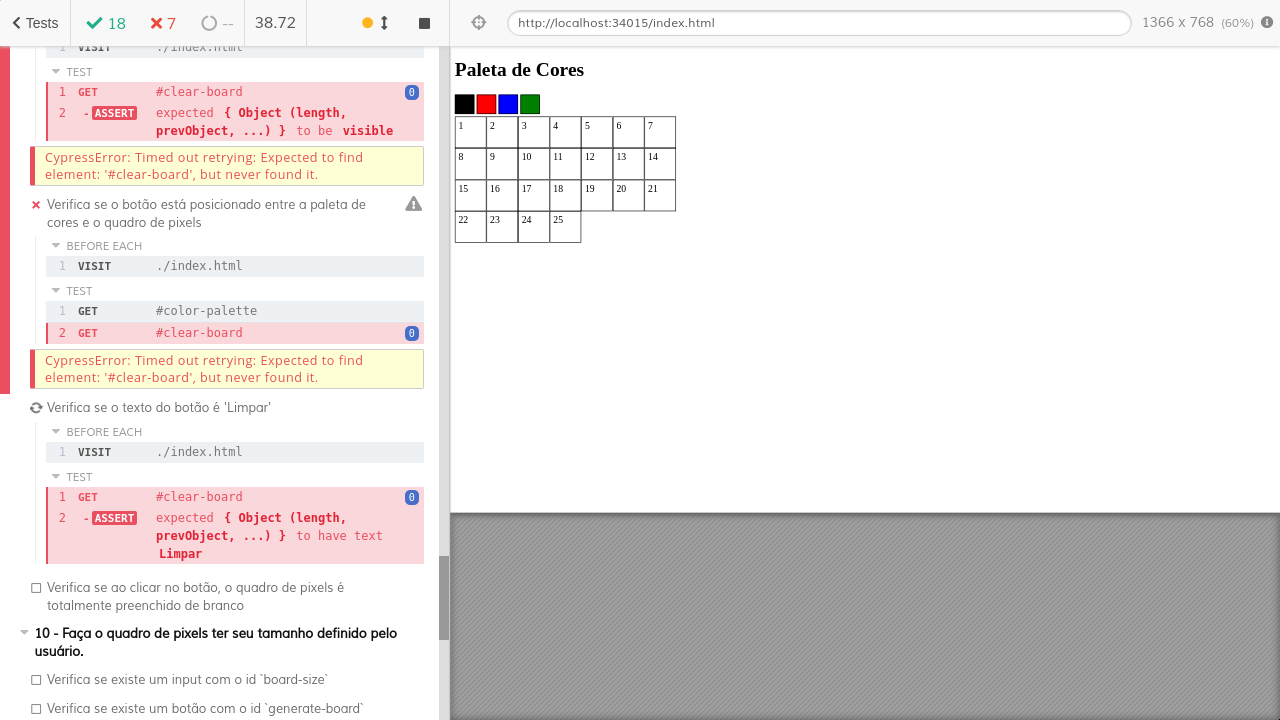 Tests 18 7 -- 38.72 http://localhost:34015/index.html 1366 x 768 (60%)
1 VISIT ./index.html
TEST
1 GET #clear-board 0
2 - ASSERT expected { Object (length,
prevObject, ...) } to be visible
CypressError: Timed out retrying: Expected to find
element: '#clear-board', but never found it.
Verifica se o botão está posicionado entre a paleta de
cores e o quadro de pixels
BEFORE EACH
1 VISIT ./index.html
TEST
1 GET #color-palette
2 GET #clear-board 0
CypressError: Timed out retrying: Expected to find
element: '#clear-board', but never found it.
Verifica se o texto do botão é 'Limpar'
BEFORE EACH
1 VISIT ./index.html
TEST
1 GET #clear-board 0
2 - ASSERT expected { Object (length,
prevObject, ...) } to have text
Limpar
Verifica se ao clicar no botão, o quadro de pixels é
totalmente preenchido de branco
10 - Faça o quadro de pixels ter seu tamanho definido pelo
usuário.
Verifica se existe um input com o id `board-size`
Verifica se existe um botão com o id `generate-board`
Paleta de Cores
1 2 3 4 5 6 7
8 9 10 11 12 13 14
15 16 17 18 19 20 21
22 23 24 25